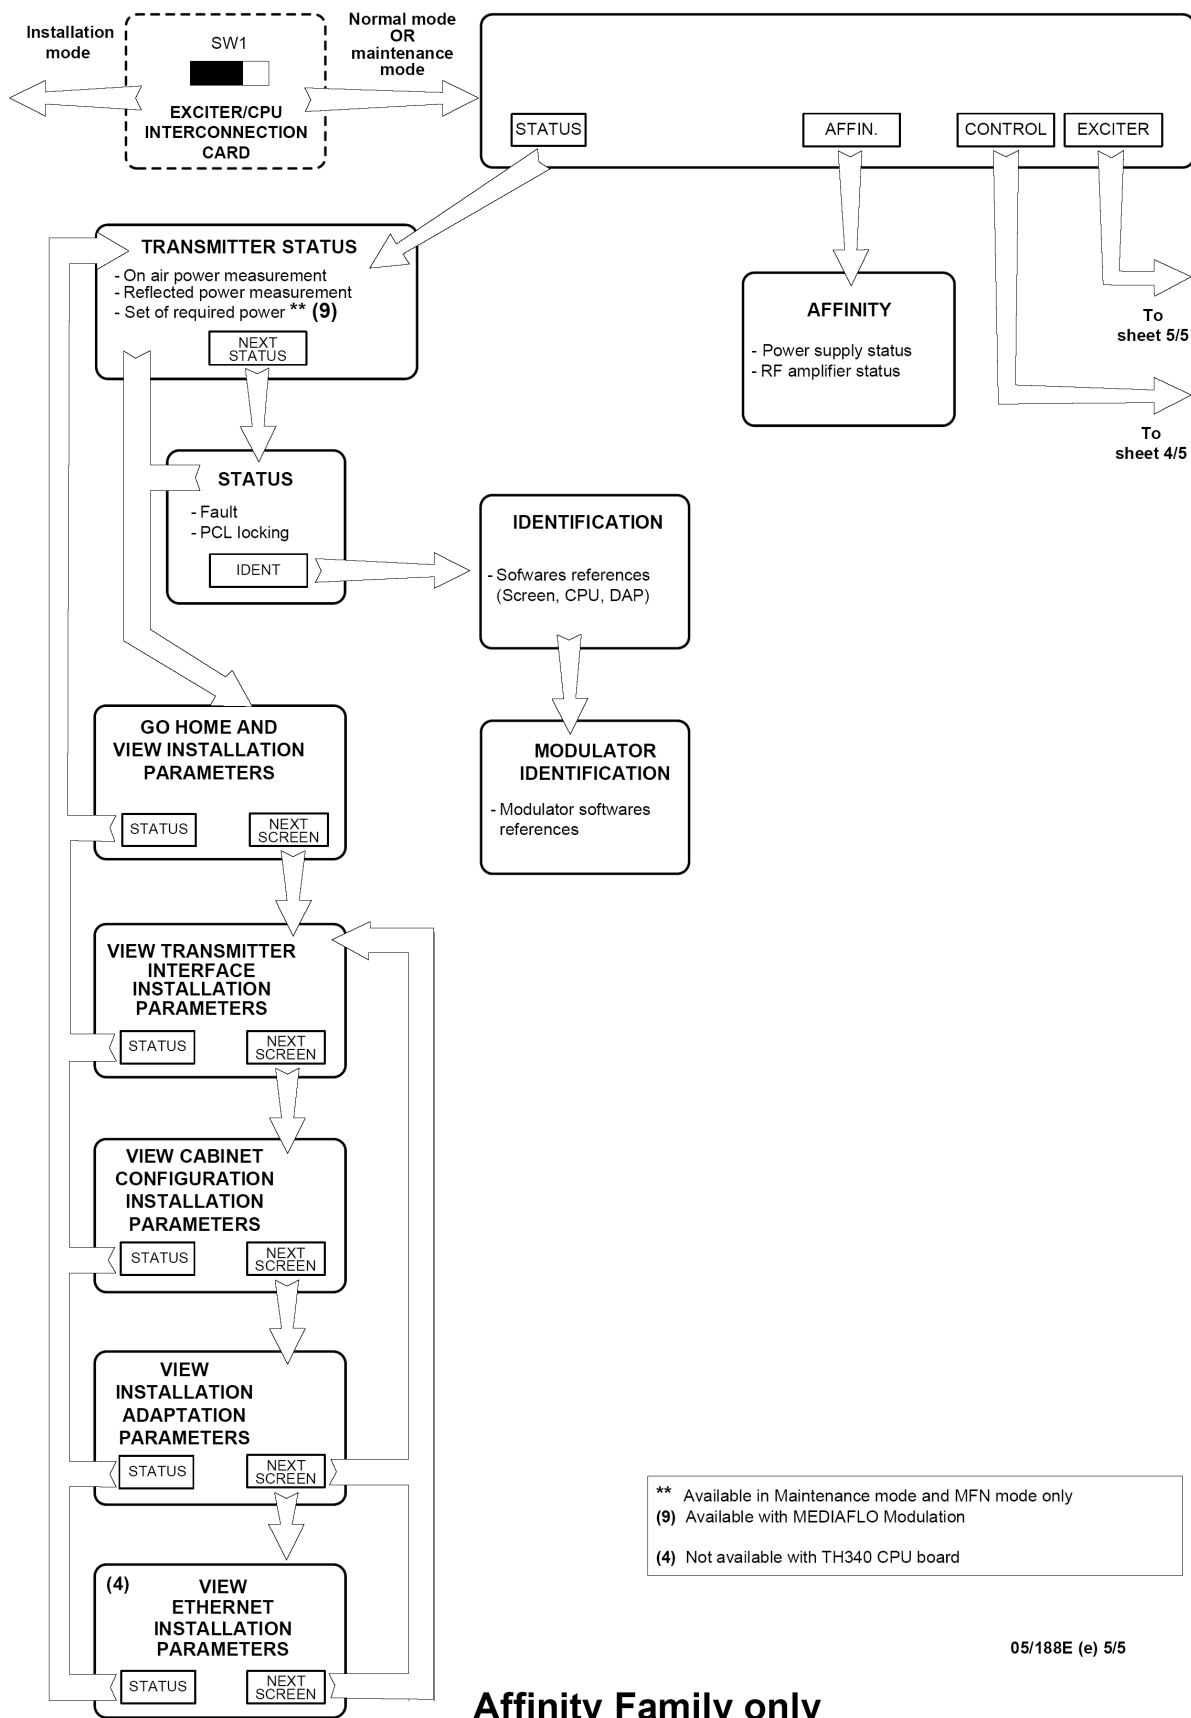 Installation
mode
SW1
EXCITER/CPU
INTERCONNECTION
CARD
Normal mode
OR
maintenance
mode
STATUS
AFFIN.
CONTROL
EXCITER
TRANSMITTER STATUS
- On air power measurement
- Reflected power measurement
- Set of required power ** (9)
NEXT
STATUS
AFFINITY
- Power supply status
- RF amplifier status
To
sheet 5/5
To
sheet 4/5
STATUS
- Fault
- PCL locking
IDENT
IDENTIFICATION
- Sofwares references
(Screen, CPU, DAP)
MODULATOR
IDENTIFICATION
- Modulator softwares
references
GO HOME AND
VIEW INSTALLATION
PARAMETERS
STATUS
NEXT
SCREEN
VIEW TRANSMITTER
INTERFACE
INSTALLATION
PARAMETERS
STATUS
NEXT
SCREEN
VIEW CABINET
CONFIGURATION
INSTALLATION
PARAMETERS
STATUS
NEXT
SCREEN
VIEW
INSTALLATION
ADAPTATION
PARAMETERS
STATUS
NEXT
SCREEN
(4)
VIEW
ETHERNET
INSTALLATION
PARAMETERS
STATUS
NEXT
SCREEN
** Available in Maintenance mode and MFN mode only
(9) Available with MEDIAFLO Modulation
(4) Not available with TH340 CPU board
05/188E (e) 5/5
Affinity Family only